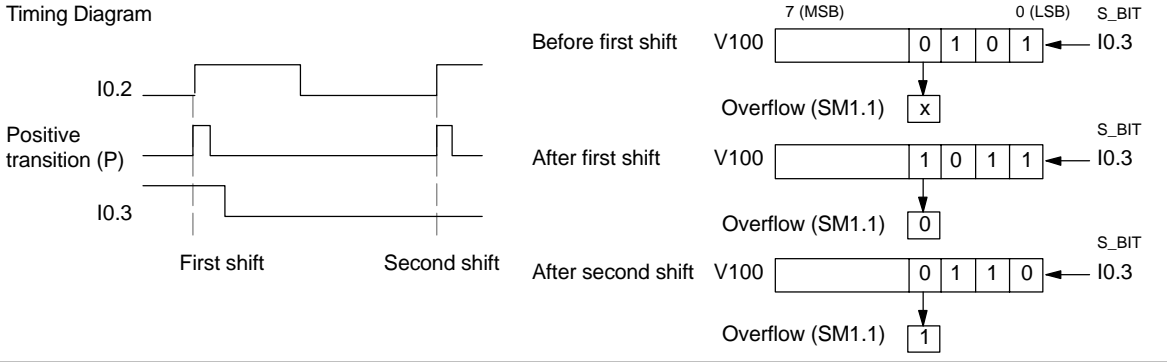 Timing Diagram
I0.2
Positive
transition (P)
I0.3
First shift Second shift
7 (MSB) 0 (LSB) S_BIT
Before first shift V100 0 1 0 1 I0.3
Overflow (SM1.1) x
S_BIT
After first shift V100 1 0 1 1 I0.3
Overflow (SM1.1) 0
S_BIT
After second shift V100 0 1 1 0 I0.3
Overflow (SM1.1) 1